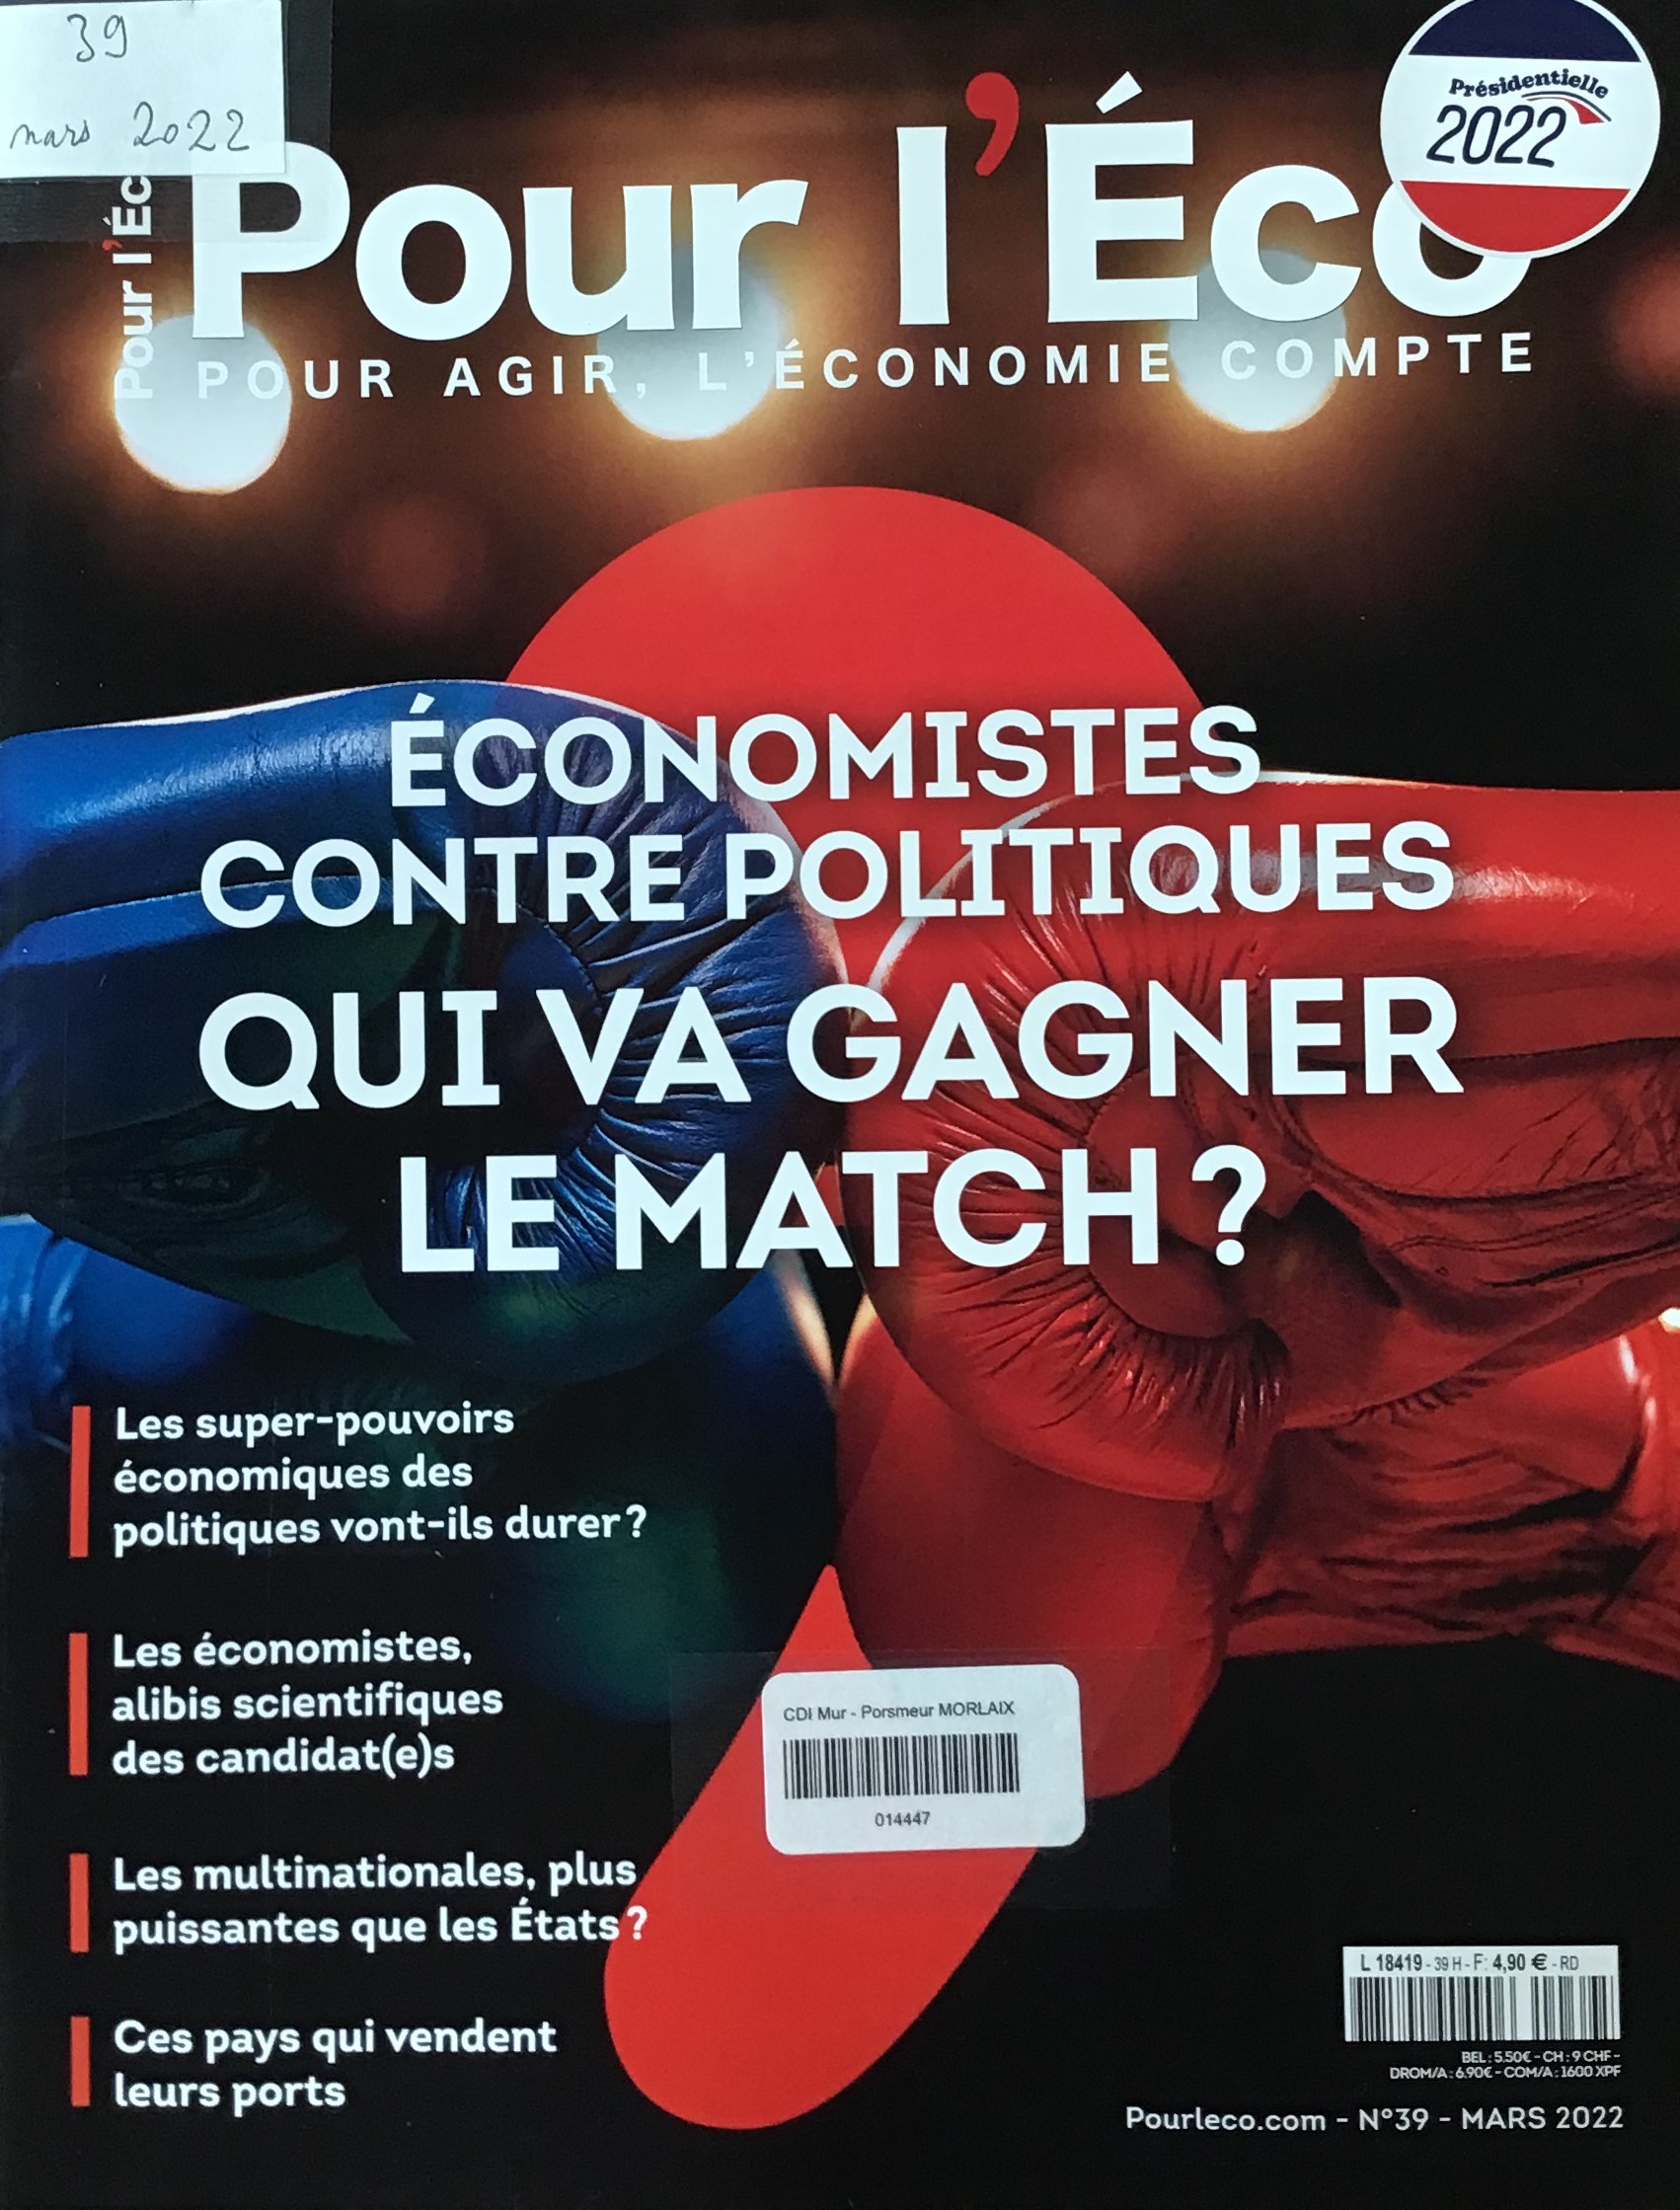 39
mars 2022
Présidentielle
2022
Pour l'Éc
Pour l'Éco
POUR AGIR, L'ÉCONOMIE COMPTE
ÉCONOMISTES
CONTRE POLITIQUES
QUI VA GAGNER
LE MATCH ?
Les super-pouvoirs
économiques des
politiques vont-ils durer ?
Les économistes,
alibis scientifiques
des candidat(e)s
Les multinationales, plus
puissantes que les États ?
Ces pays qui vendent
leurs ports
CDI Mur - Porsmeur MORLAIX
014447
L 18419 - 39 H - F: 4,90 € - RD
BEL : 5.50€ - CH : 9 CHF -
DROM/A : 6.90€ - COM/A : 1600 XPF
Pourleco.com - N°39 - MARS 2022